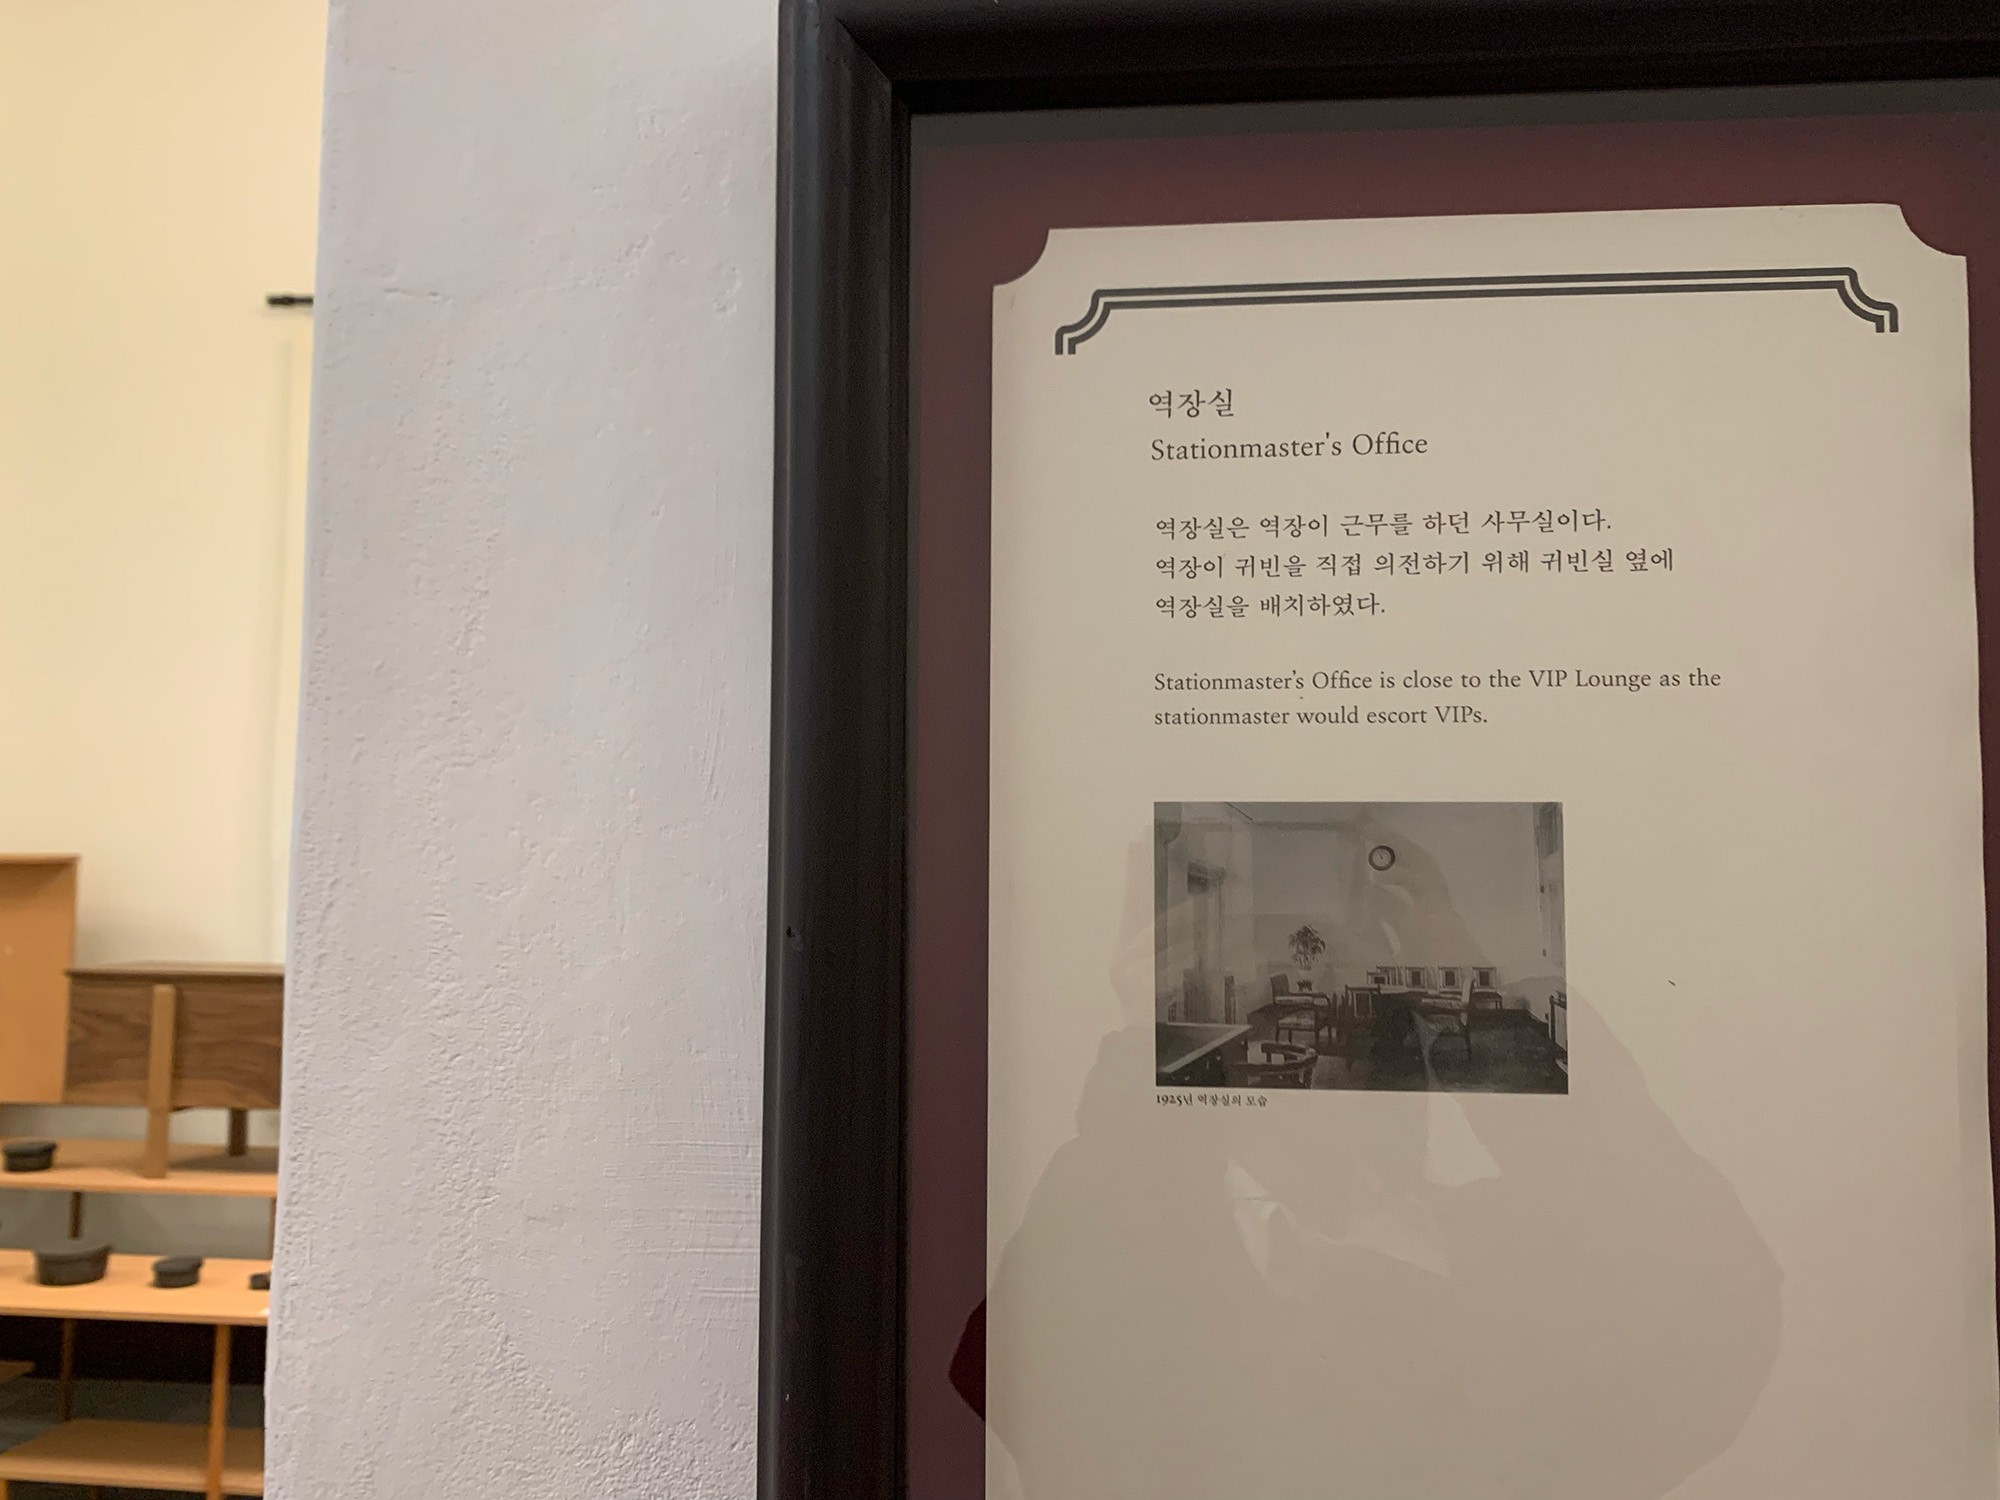 역장실
Stationmaster's Office
역장실은 역장이 근무를 하던 사무실이다.
역장이 귀빈을 직접 의전하기 위해 귀빈실 옆에
역장실을 배치하였다.
Stationmaster's Office is close to the VIP Lounge as the
stationmaster would escort VIPs.
1925년 역장실의 모습